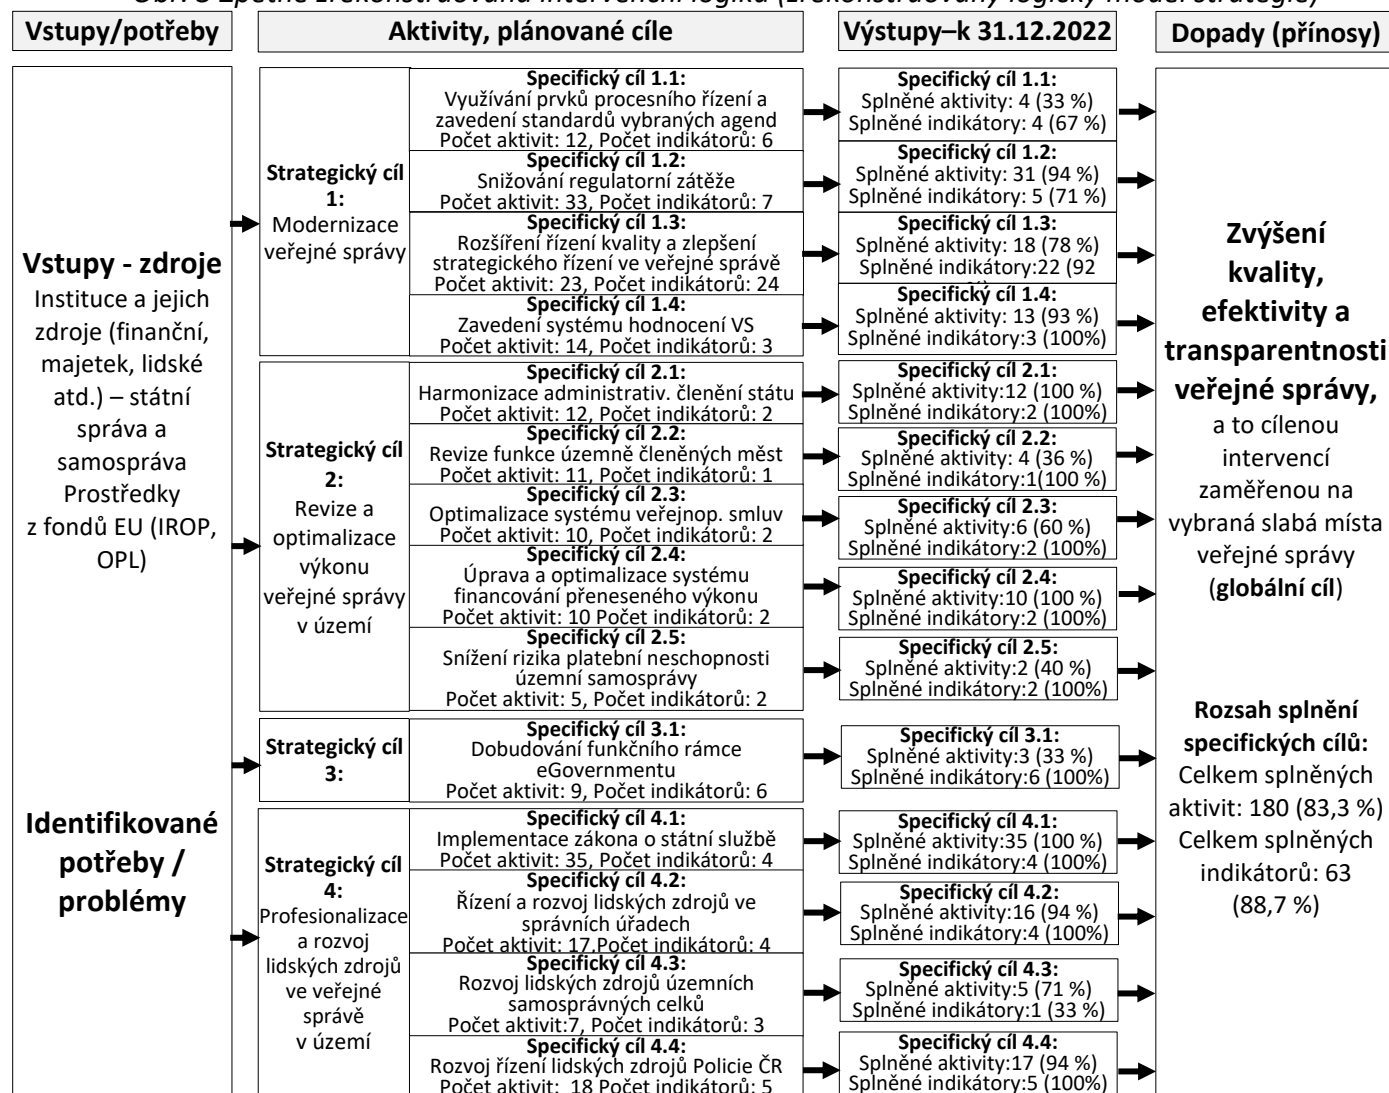 Obr. 3 Zpětně zrekonstruovaná intervenční logika (zrekonstruovaný logický model strategie)
Vstupy/potřeby
Aktivity, plánované cíle
Výstupy–k 31.12.2022
Dopady (přínosy)
Vstupy - zdroje
Instituce a jejich
zdroje (finanční,
majetek, lidské
atd.) – státní
správa a
samospráva
Prostředky
z fondů EU (IROP,
OPL)
Identifikované
potřeby /
problémy
Strategický cíl
1:
Modernizace
veřejné správy
Specifický cíl 1.1:
Využívání prvků procesního řízení a
zavedení standardů vybraných agend
Počet aktivit: 12, Počet indikátorů: 6
Specifický cíl 1.2:
Snižování regulatorní zátěže
Počet aktivit: 33, Počet indikátorů: 7
Specifický cíl 1.3:
Rozšíření řízení kvality a zlepšení
strategického řízení ve veřejné správě
Počet aktivit: 23, Počet indikátorů: 24
Specifický cíl 1.4:
Zavedení systému hodnocení VS
Počet aktivit: 14, Počet indikátorů: 3
Strategický cíl
2:
Revize a
optimalizace
výkonu
veřejné správy
v území
Specifický cíl 2.1:
Harmonizace administrativ. členění státu
Počet aktivit: 12, Počet indikátorů: 2
Specifický cíl 2.2:
Revize funkce územně členěných měst
Počet aktivit: 11, Počet indikátorů: 1
Specifický cíl 2.3:
Optimalizace systému veřejnop. smluv
Počet aktivit: 10, Počet indikátorů: 2
Specifický cíl 2.4:
Úprava a optimalizace systému
financování přeneseného výkonu
Počet aktivit: 10 Počet indikátorů: 2
Specifický cíl 2.5:
Snížení rizika platební neschopnosti
územní samosprávy
Počet aktivit: 5, Počet indikátorů: 2
Strategický cíl
3:
Specifický cíl 3.1:
Dobudování funkčního rámce
eGovernmentu
Počet aktivit: 9, Počet indikátorů: 6
Strategický cíl
4:
Profesionalizace
a rozvoj
lidských zdrojů
ve veřejné
správě
v území
Specifický cíl 4.1:
Implementace zákona o státní službě
Počet aktivit: 35, Počet indikátorů: 4
Specifický cíl 4.2:
Řízení a rozvoj lidských zdrojů ve
správních úřadech
Počet aktivit: 17,Počet indikátorů: 4
Specifický cíl 4.3:
Rozvoj lidských zdrojů územních
samosprávných celků
Počet aktivit:7, Počet indikátorů: 3
Specifický cíl 4.4:
Rozvoj řízení lidských zdrojů Policie ČR
Počet aktivit: 18 Počet indikátorů: 5
Specifický cíl 1.1:
Splněné aktivity: 4 (33 %)
Splněné indikátory: 4 (67 %)
Specifický cíl 1.2:
Splněné aktivity: 31 (94 %)
Splněné indikátory: 5 (71 %)
Specifický cíl 1.3:
Splněné aktivity: 18 (78 %)
Splněné indikátory:22 (92
Specifický cíl 1.4:
Splněné aktivity: 13 (93 %)
Splněné indikátory:3 (100%)
Specifický cíl 2.1:
Splněné aktivity:12 (100 %)
Splněné indikátory:2 (100%)
Specifický cíl 2.2:
Splněné aktivity: 4 (36 %)
Splněné indikátory:1(100 %)
Specifický cíl 2.3:
Splněné aktivity:6 (60 %)
Splněné indikátory:2 (100%)
Specifický cíl 2.4:
Splněné aktivity:10 (100 %)
Splněné indikátory:2 (100%)
Specifický cíl 2.5:
Splněné aktivity:2 (40 %)
Splněné indikátory:2 (100%)
Specifický cíl 3.1:
Splněné aktivity:3 (33 %)
Splněné indikátory:6 (100%)
Specifický cíl 4.1:
Splněné aktivity:35 (100 %)
Splněné indikátory:4 (100%)
Specifický cíl 4.2:
Splněné aktivity:16 (94 %)
Splněné indikátory:4 (100%)
Specifický cíl 4.3:
Splněné aktivity:5 (71 %)
Splněné indikátory:1 (33 %)
Specifický cíl 4.4:
Splněné aktivity:17 (94 %)
Splněné indikátory:5 (100%)
Zvýšení
kvality,
efektivity a
transparentnosti
veřejné správy,
a to cílenou
intervencí
zaměřenou na
vybraná slabá místa
veřejné správy
(globální cíl)
Rozsah splnění
specifických cílů:
Celkem splněných
aktivit: 180 (83,3 %)
Celkem splněných
indikátorů: 63
(88,7 %)